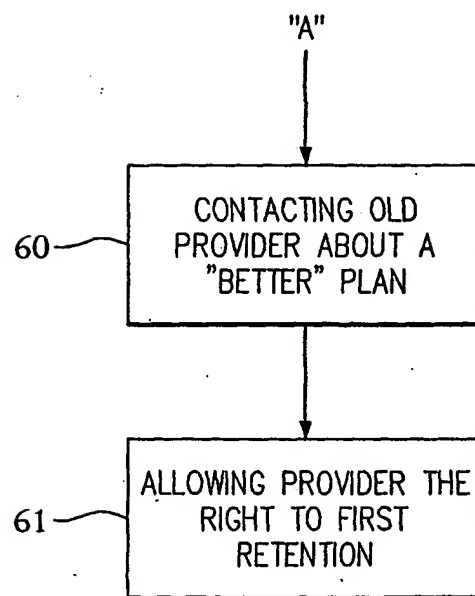 "A"
60
CONTACTING OLD
PROVIDER ABOUT A
"BETTER" PLAN
61
ALLOWING PROVIDER THE
RIGHT TO FIRST
RETENTION